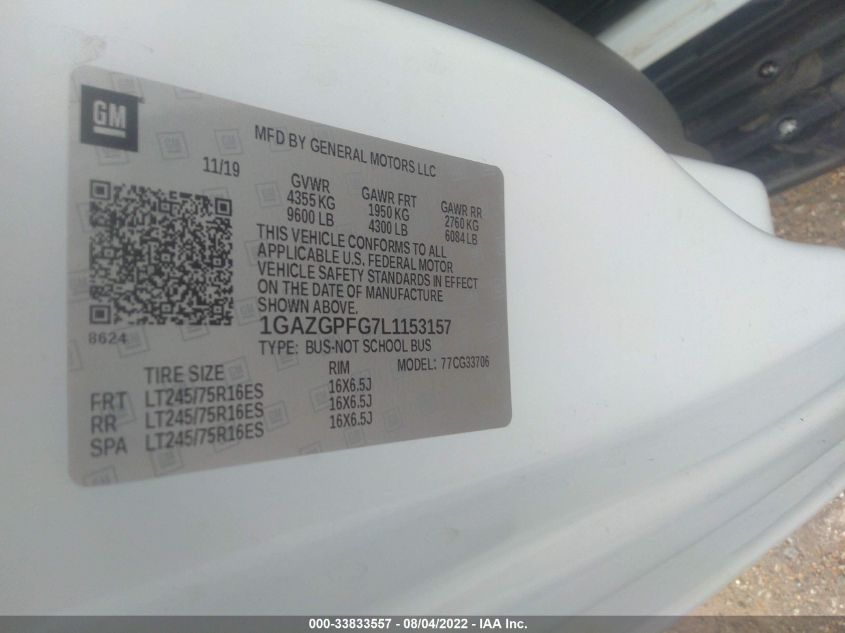 GM
MFD BY GENERAL MOTORS LLC
11/19
GVWR GAWR FRT GAWR RR
4355 KG 1950 KG 2760 KG
9600 LB 4300 LB 6084 LB
THIS VEHICLE CONFORMS TO ALL
APPLICABLE U.S. FEDERAL MOTOR
VEHICLE SAFETY STANDARDS IN EFFECT
ON THE DATE OF MANUFACTURE
SHOWN ABOVE.
1GAZGPFG7L1153157
8624
TYPE: BUS-NOT SCHOOL BUS
MODEL: 77CG33706
TIRE SIZE RIM
FRT LT245/75R16ES 16X6.5J
RR LT245/75R16ES 16X6.5J
SPA LT245/75R16ES 16X6.5J
000-33833557 - 08/04/2022 - IAA Inc.